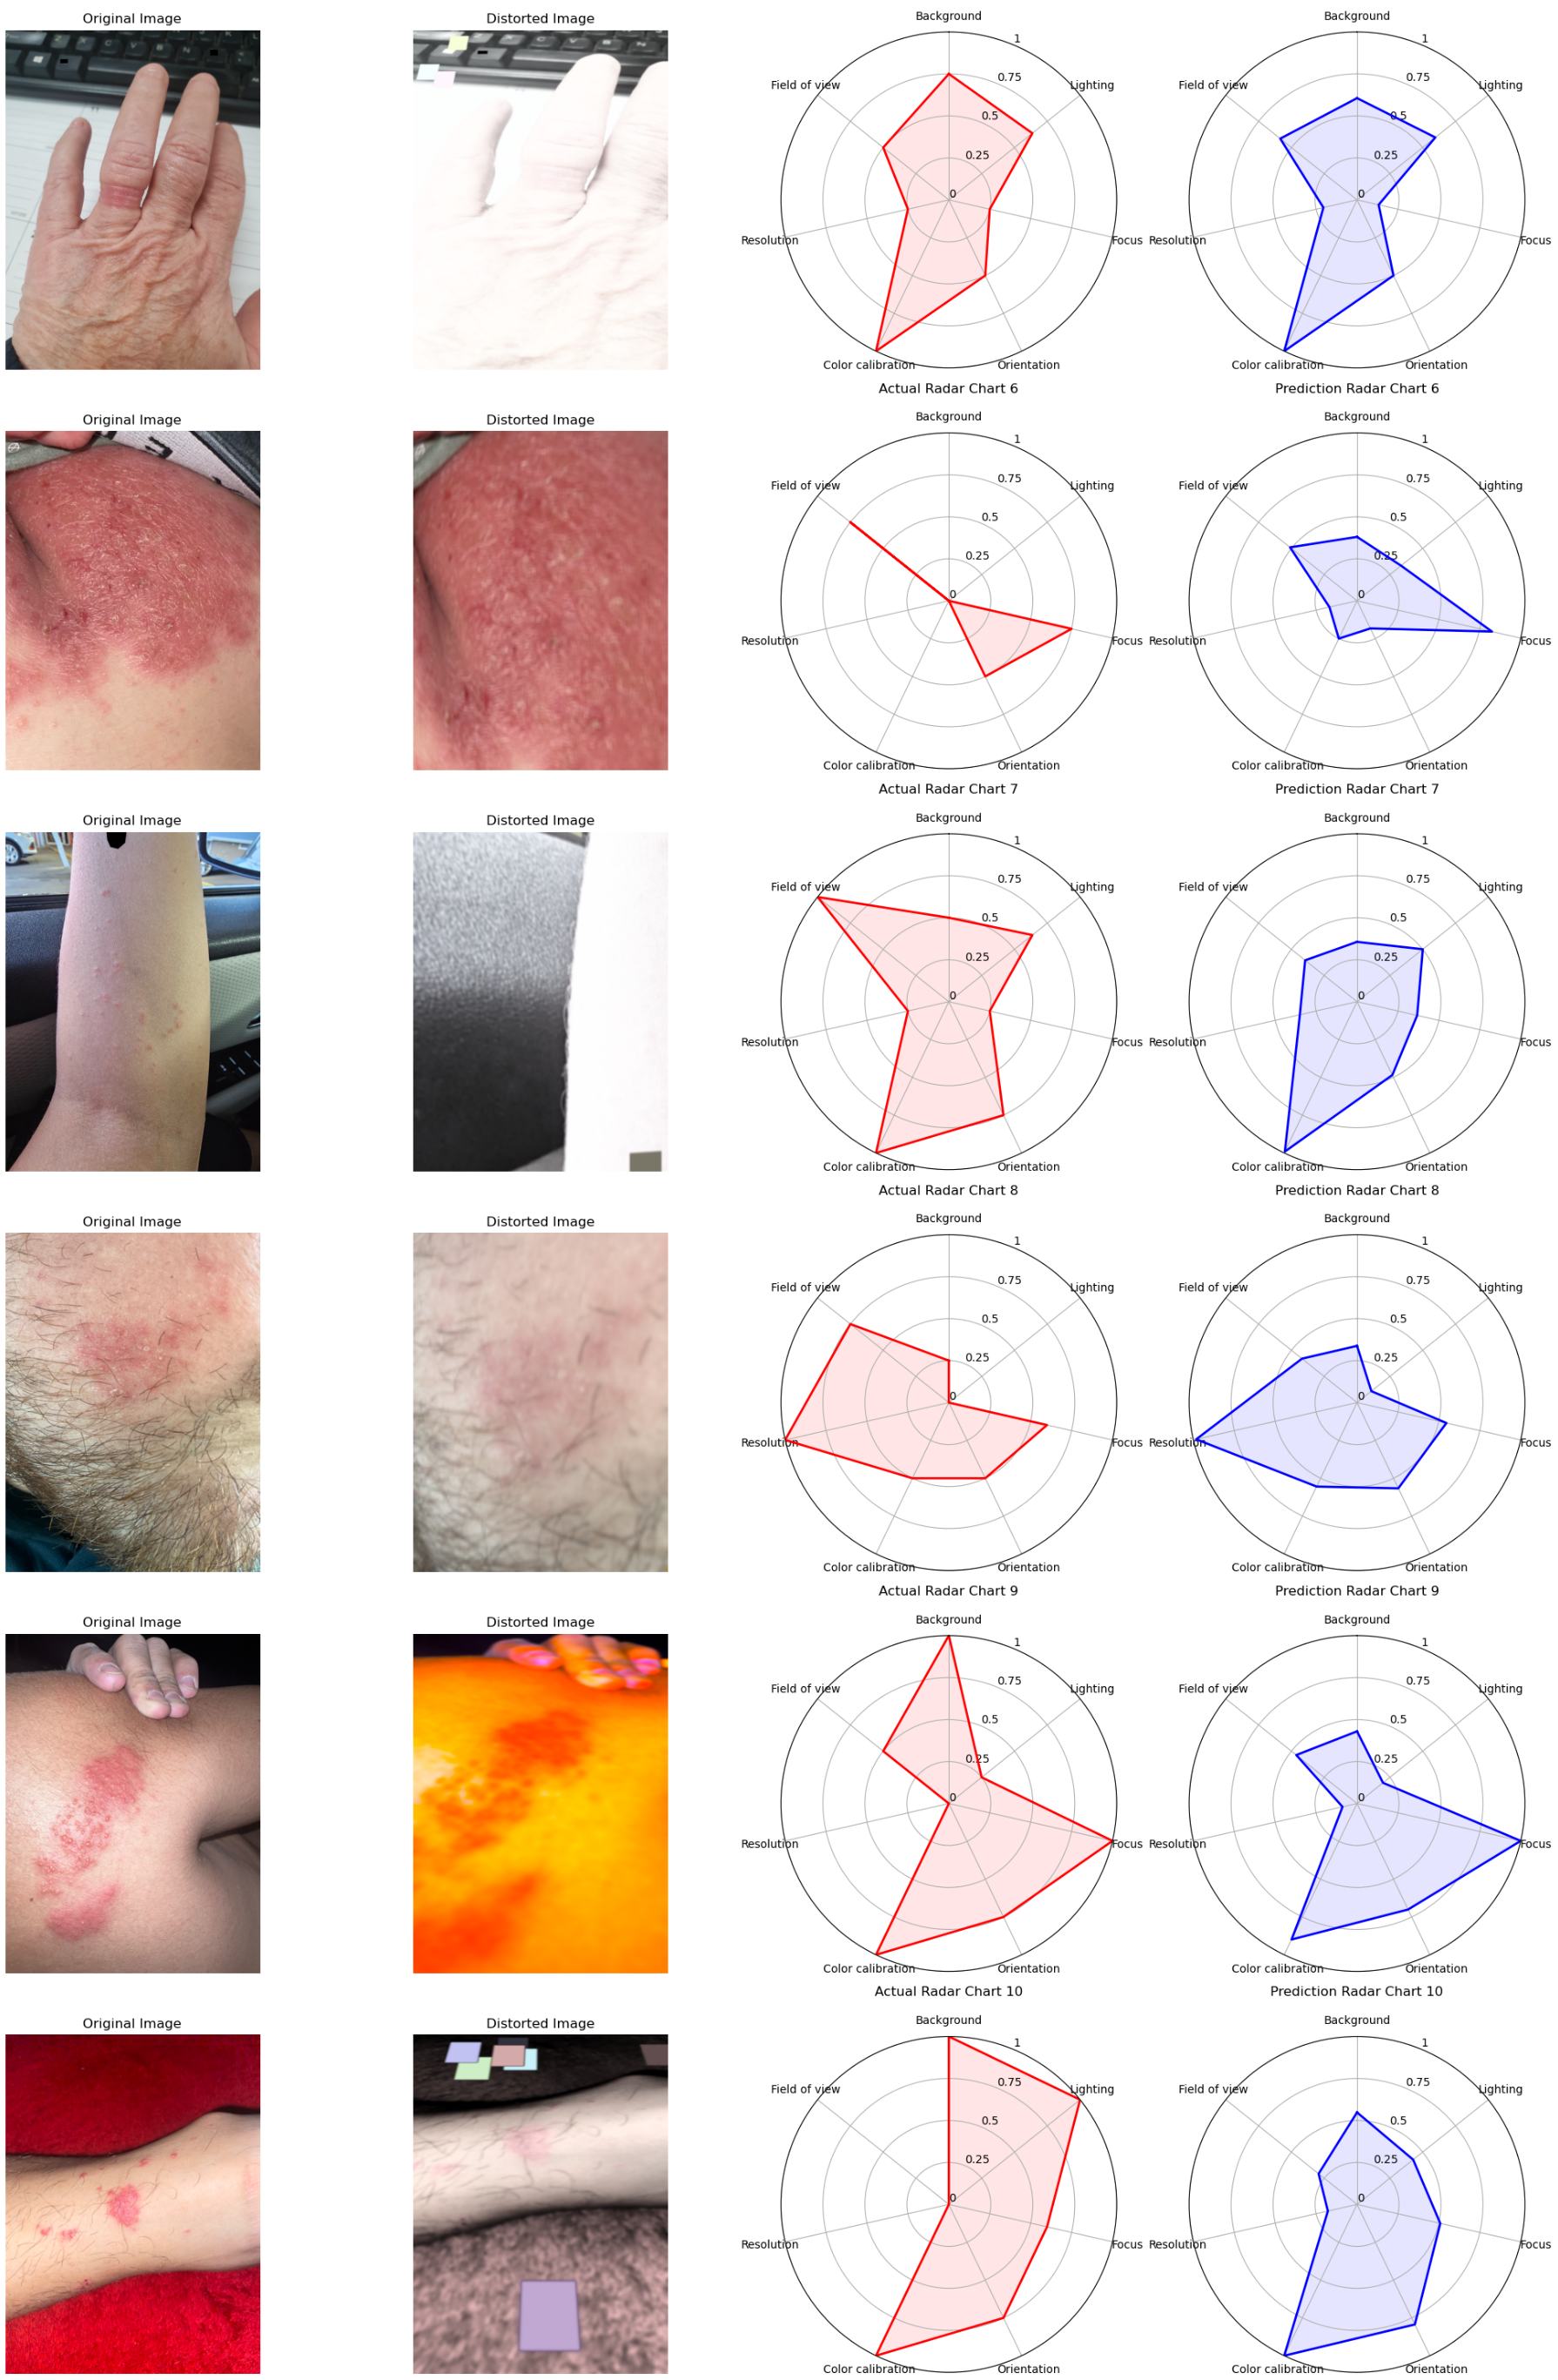 Original Image
Distorted Image
Background
1
0.75
0.5
0.25
0
Lighting
Field of view
Resolution
Focus
Color calibration
Orientation
Background
1
0.75
0.5
0.25
0
Lighting
Field of view
Resolution
Focus
Color calibration
Orientation
Actual Radar Chart 6
Prediction Radar Chart 6
Original Image
Distorted Image
Background
1
0.75
0.5
0.25
0
Lighting
Field of view
Resolution
Focus
Color calibration
Orientation
Background
1
0.75
0.5
0.25
0
Lighting
Field of view
Resolution
Focus
Color calibration
Orientation
Actual Radar Chart 7
Prediction Radar Chart 7
Original Image
Distorted Image
Background
1
0.75
0.5
0.25
0
Lighting
Field of view
Resolution
Focus
Color calibration
Orientation
Background
1
0.75
0.5
0.25
0
Lighting
Field of view
Resolution
Focus
Color calibration
Orientation
Actual Radar Chart 8
Prediction Radar Chart 8
Original Image
Distorted Image
Background
1
0.75
0.5
0.25
0
Lighting
Field of view
Resolution
Focus
Color calibration
Orientation
Background
1
0.75
0.5
0.25
0
Lighting
Field of view
Resolution
Focus
Color calibration
Orientation
Actual Radar Chart 9
Prediction Radar Chart 9
Original Image
Distorted Image
Background
1
0.75
0.5
0.25
0
Lighting
Field of view
Resolution
Focus
Color calibration
Orientation
Background
1
0.75
0.5
0.25
0
Lighting
Field of view
Resolution
Focus
Color calibration
Orientation
Actual Radar Chart 10
Prediction Radar Chart 10
Original Image
Distorted Image
Background
1
0.75
0.5
0.25
0
Lighting
Field of view
Resolution
Focus
Color calibration
Orientation
Background
1
0.75
0.5
0.25
0
Lighting
Field of view
Resolution
Focus
Color calibration
Orientation